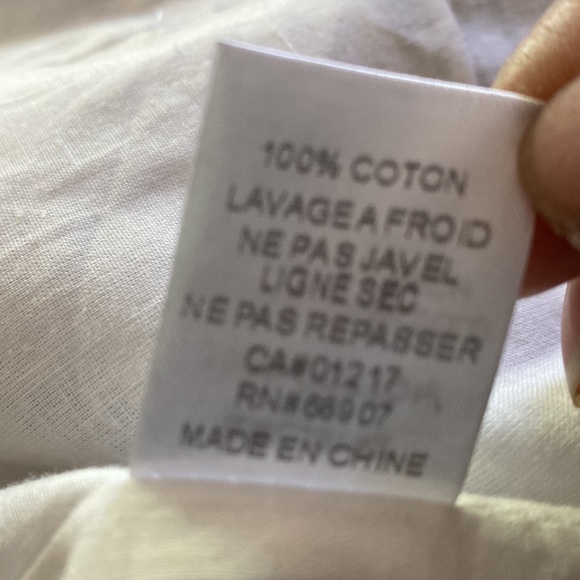 100% COTON
LAVAGE A FROID
NE PAS JAVEL
LIGNE SEC
NE PAS REPASSER
CA#01217
RN#66907
MADE EN CHINE